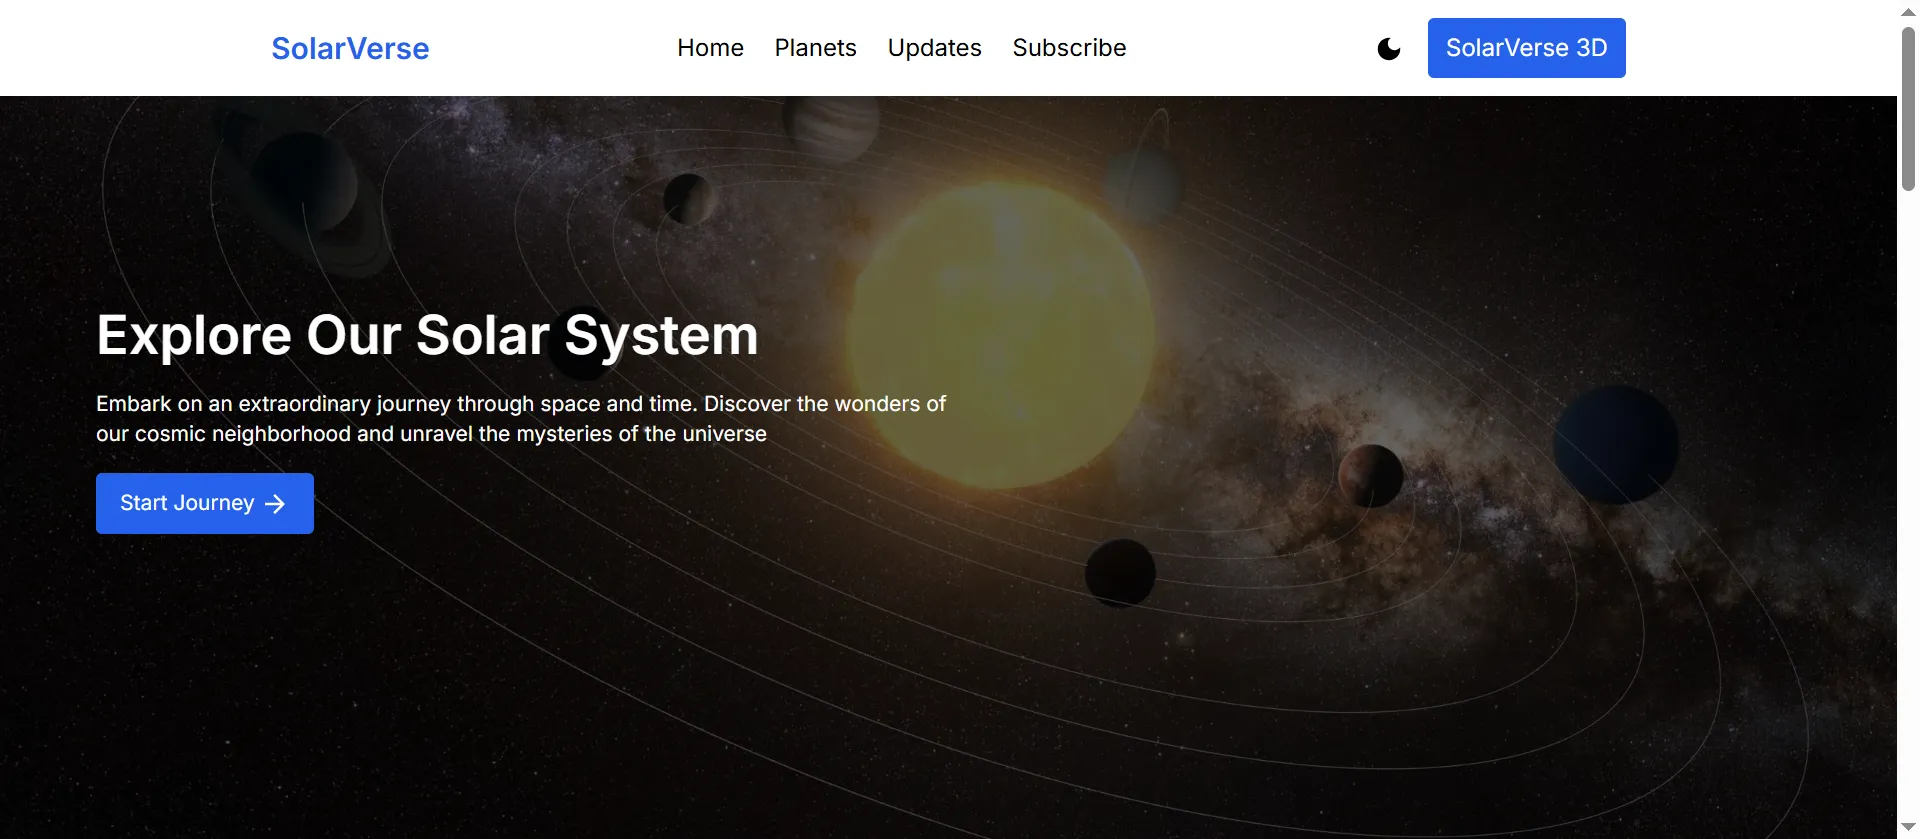 SolarVerse
Home Planets Updates Subscribe
SolarVerse 3D
Explore Our Solar System
Embark on an extraordinary journey through space and time. Discover the wonders of
our cosmic neighborhood and unravel the mysteries of the universe
Start Journey →